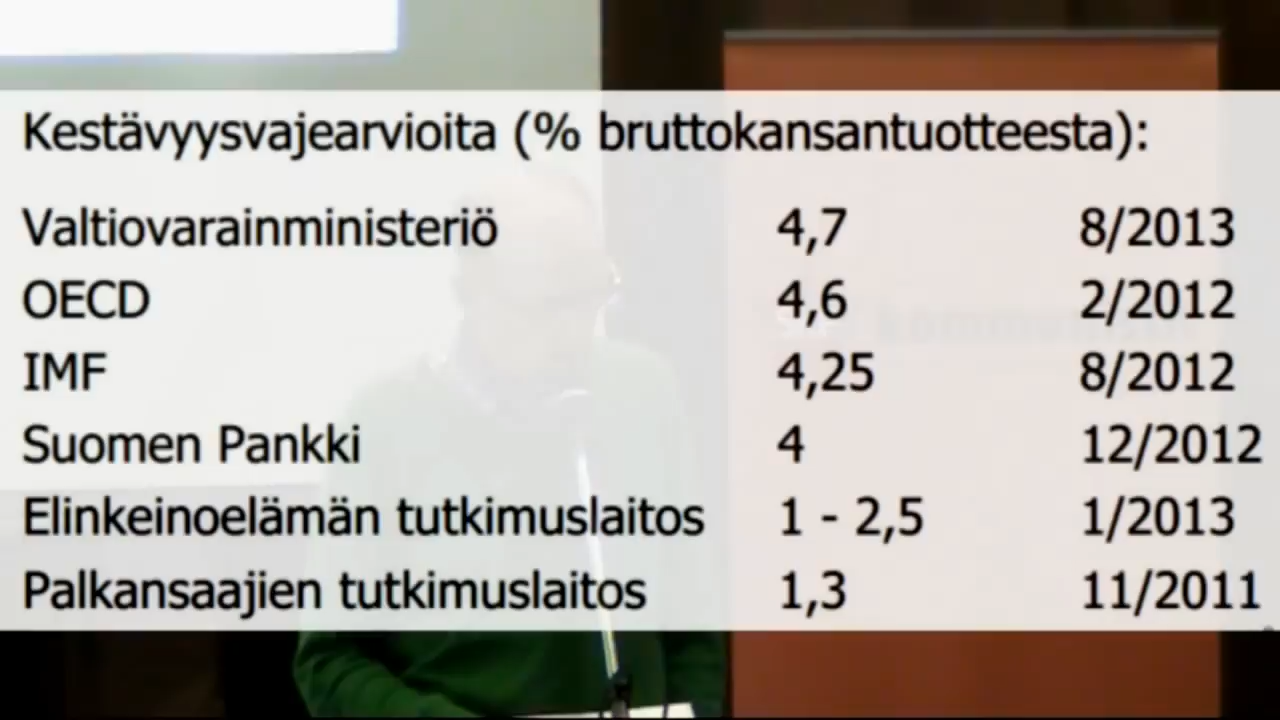 Kestävyysvajearvioita (% bruttokansantuotteesta):
Valtiovarainministeriö 4,7 8/2013
OECD 4,6 2/2012
IMF 4,25 8/2012
Suomen Pankki 4 12/2012
Elinkeinoelämän tutkimuslaitos 1 - 2,5 1/2013
Palkansaajien tutkimuslaitos 1,3 11/2011